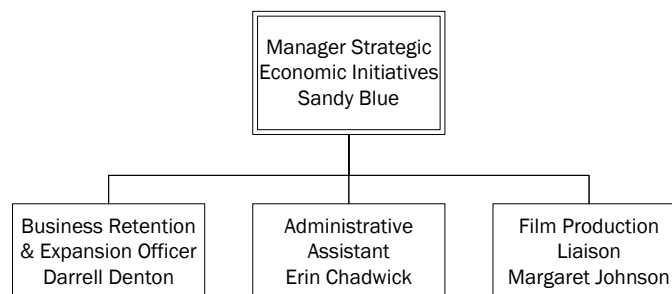 Manager Strategic
Economic Initiatives
Sandy Blue
Business Retention
& Expansion Officer
Darrell Denton
Administrative
Assistant
Erin Chadwick
Film Production
Liaison
Margaret Johnson